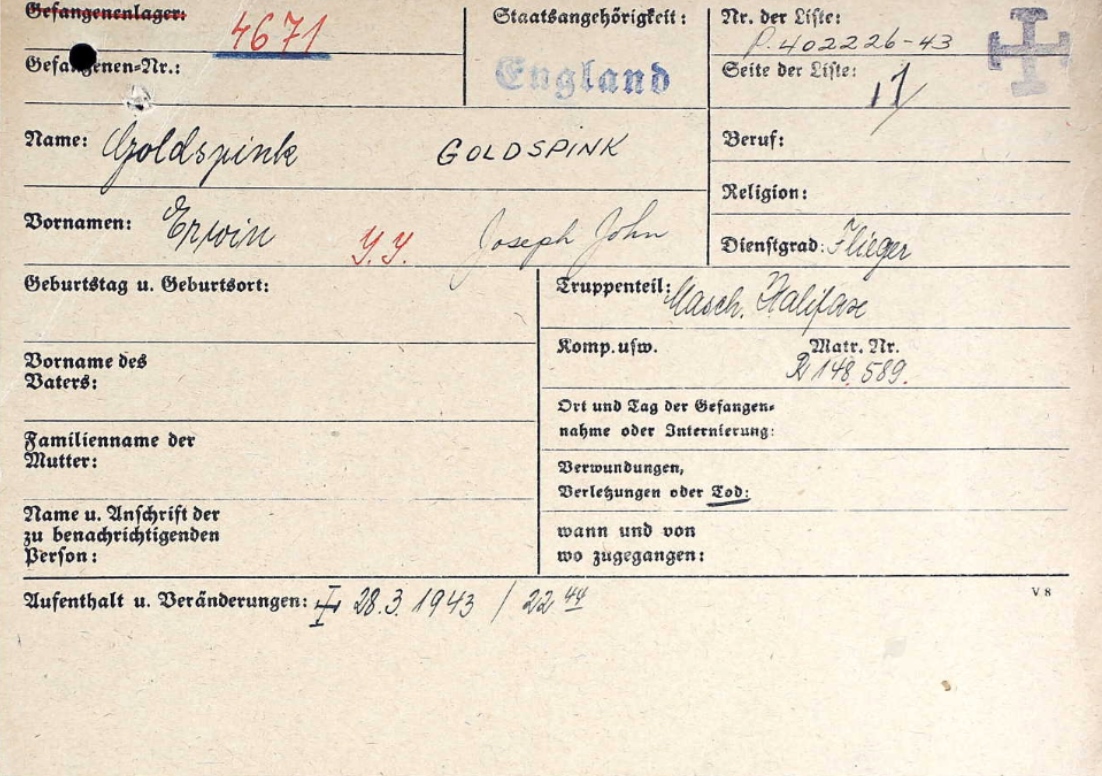 Gefangenenlager: 4671
Gefangenen-Nr.:
Staatsangehörigkeit:
England
Nr. der Liste:
P. 402226-43
Seite der Liste:
17
Name: Goldspink GOLDSPINK
Beruf:
Religion:
Vornamen: Erwin J.J. Joseph John
Dienstgrad: Flieger
Geburtstag u. Geburtsort:
Truppenteil: Masch. Halifax
Vorname des
Vaters:
Komp. usw. Matr. Nr.
R 148 589.
Ort und Tag der Gefangen-
nahme oder Internierung:
Familienname der
Mutter:
Verwundungen,
Verletzungen oder Tod:
Name u. Anschrift der
zu benachrichtigenden
Person:
wann und von
wo zugegangen:
Aufenthalt u. Veränderungen: 28.3.1943 / 22 44
V 8